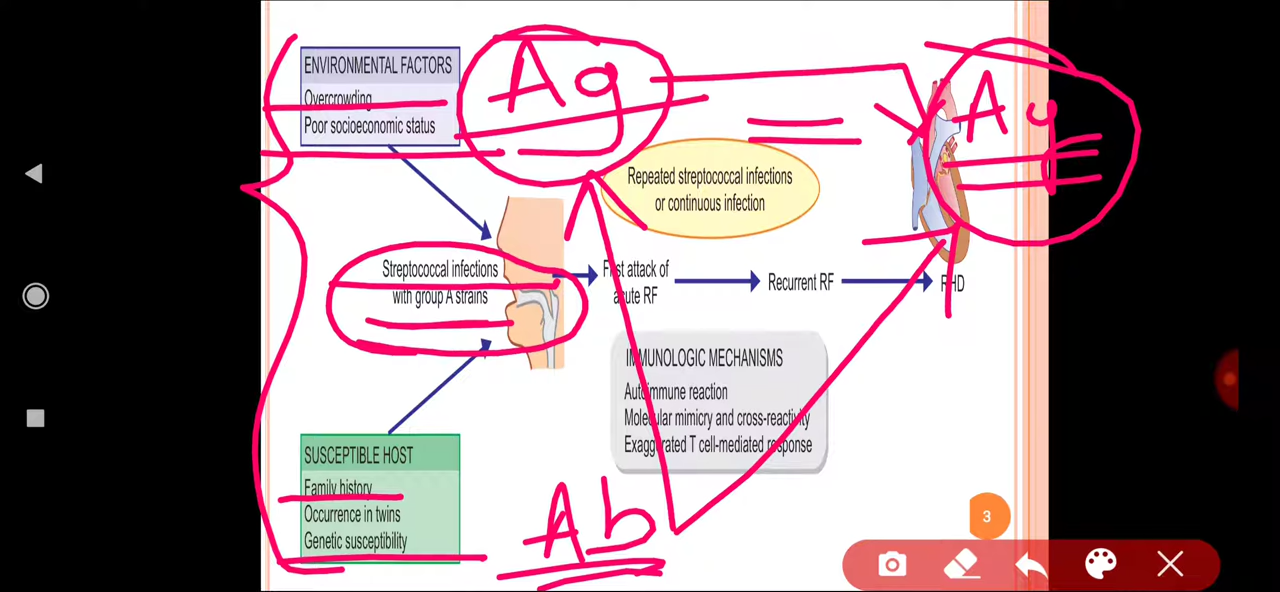 ENVIRONMENTAL FACTORS
Overcrowding
Poor socioeconomic status
Ag
Ag
Repeated streptococcal infections
or continuous infection
Streptococcal infections
with group A strains
First attack of
acute RF
Recurrent RF
RHD
IMMUNOLOGIC MECHANISMS
Autoimmune reaction
Molecular mimicry and cross-reactivity
Exaggerated T cell-mediated response
SUSCEPTIBLE HOST
Family history
Occurrence in twins
Genetic susceptibility
Ab
3